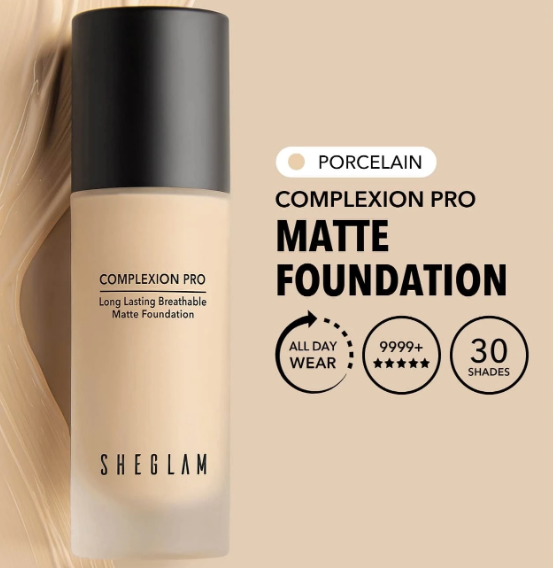 COMPLEXION PRO
Long Lasting Breathable
Matte Foundation
SHEGLAM
PORCELAIN
COMPLEXION PRO
MATTE
FOUNDATION
ALL DAY
WEAR
9999+
★★★★★
30
SHADES